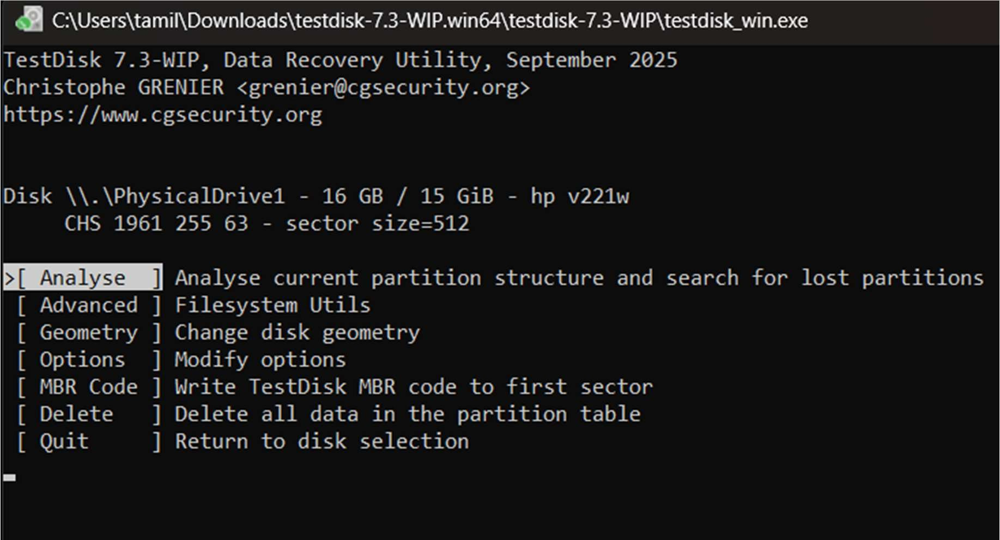 C:\Users\tamil\Downloads\testdisk-7.3-WIP.win64\testdisk-7.3-WIP\testdisk_win.exe
TestDisk 7.3-WIP, Data Recovery Utility, September 2025
Christophe GRENIER <grenier@cgsecurity.org>
https://www.cgsecurity.org
Disk \\.\PhysicalDrive1 - 16 GB / 15 GiB - hp v221w
CHS 1961 255 63 - sector size=512
>[ Analyse  ] Analyse current partition structure and search for lost partitions
[ Advanced ] Filesystem Utils
[ Geometry ] Change disk geometry
[ Options  ] Modify options
[ MBR Code ] Write TestDisk MBR code to first sector
[ Delete   ] Delete all data in the partition table
[ Quit     ] Return to disk selection